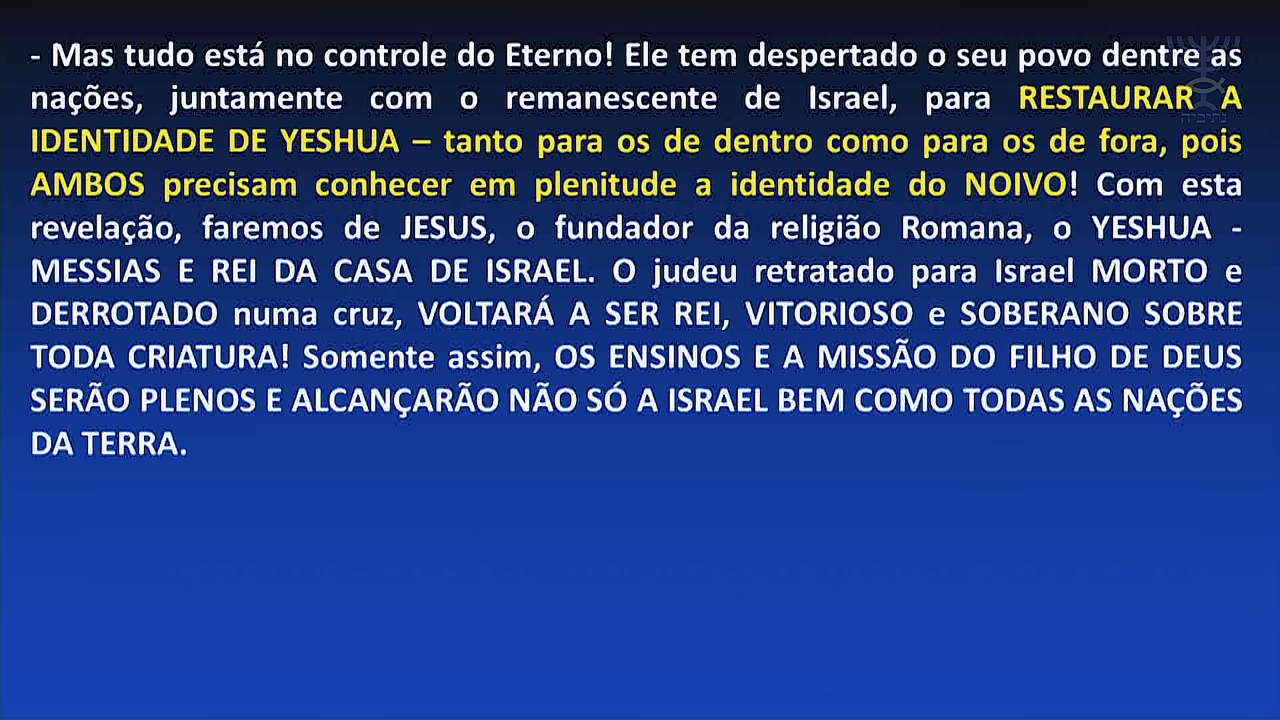 - Mas tudo está no controle do Eterno! Ele tem despertado o seu povo dentre as
nações, juntamente com o remanescente de Israel, para RESTAURAR A
IDENTIDADE DE YESHUA – tanto para os de dentro como para os de fora, pois
AMBOS precisam conhecer em plenitude a identidade do NOIVO! Com esta
revelação, faremos de JESUS, o fundador da religião Romana, o YESHUA -
MESSIAS E REI DA CASA DE ISRAEL. O judeu retratado para Israel MORTO e
DERROTADO numa cruz, VOLTARÁ A SER REI, VITORIOSO e SOBERANO SOBRE
TODA CRIATURA! Somente assim, OS ENSINOS E A MISSÃO DO FILHO DE DEUS
SERÃO PLENOS E ALCANÇARÃO NÃO SÓ A ISRAEL BEM COMO TODAS AS NAÇÕES
DA TERRA.
נתיביה